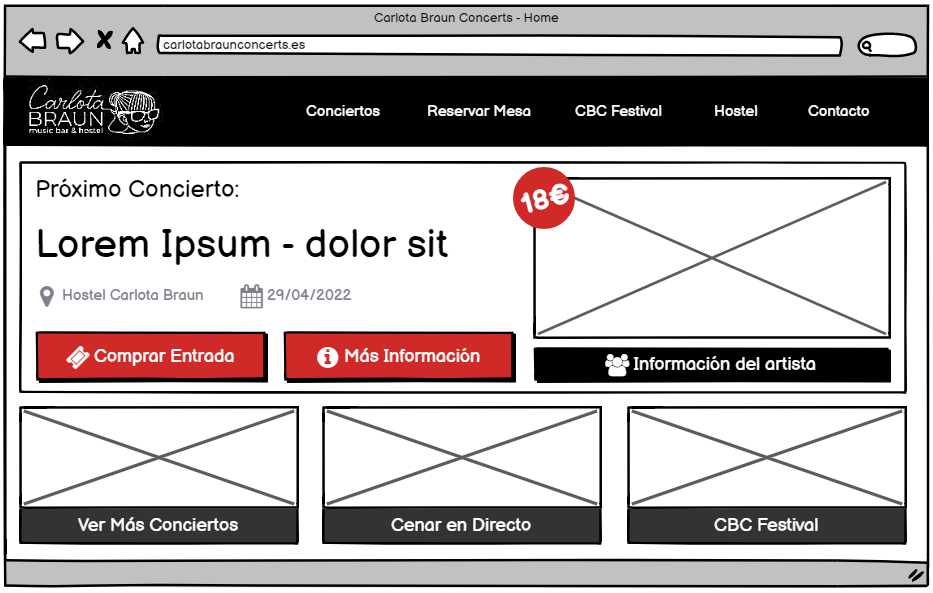 Carlota Braun Concerts - Home
carlotabraunconcerts.es
Carlota
BRAUN
music bar & hostel
Conciertos
Reservar Mesa
CBC Festival
Hostel
Contacto
Próximo Concierto:
Lorem Ipsum - dolor sit
Hostel Carlota Braun
29/04/2022
Comprar Entrada
Más Información
18€
Información del artista
Ver Más Conciertos
Cenar en Directo
CBC Festival